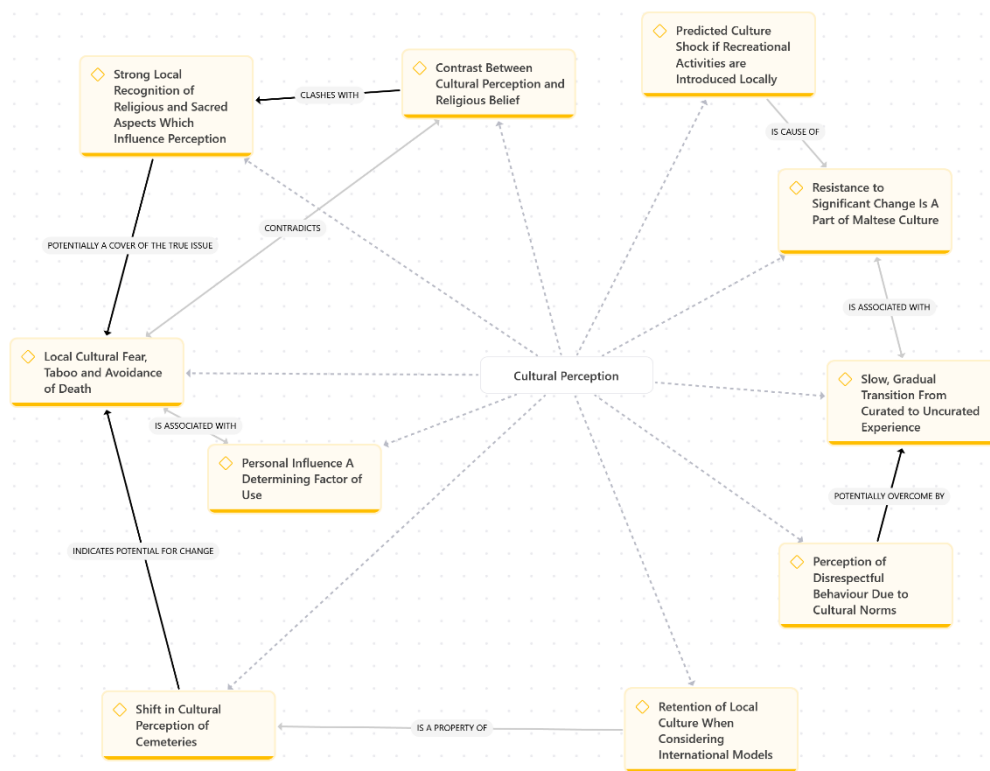 Predicted Culture
Shock if Recreational
Activities are
Introduced Locally
Strong Local
Recognition of
Religious and Sacred
Aspects Which
Influence Perception
Contrast Between
Cultural Perception and
Religious Belief
CLASHES WITH
IS CAUSE OF
Resistance to
Significant Change Is A
Part of Maltese Culture
CONTRADICTS
POTENTIALLY A COVER OF THE TRUE ISSUE
IS ASSOCIATED WITH
Local Cultural Fear,
Taboo and Avoidance
of Death
Cultural Perception
Slow, Gradual
Transition From
Curated to Uncurated
Experience
IS ASSOCIATED WITH
Personal Influence A
Determining Factor of
Use
POTENTIALLY OVERCOME BY
INDICATES POTENTIAL FOR CHANGE
Perception of
Disrespectful
Behaviour Due to
Cultural Norms
Shift in Cultural
Perception of
Cemeteries
IS A PROPERTY OF
Retention of Local
Culture When
Considering
International Models